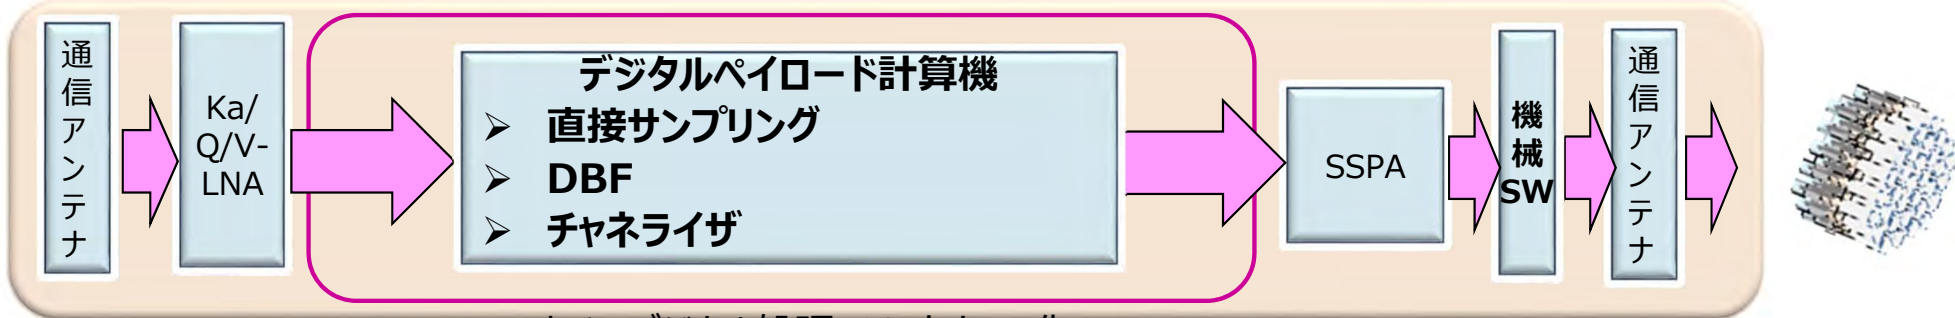 通信アンテナ
Ka/
Q/V-
LNA
デジタルペイロード計算機
➢ 直接サンプリング
➢ DBF
➢ チャネライザ
SSPA
機
械
SW
通信アンテナ